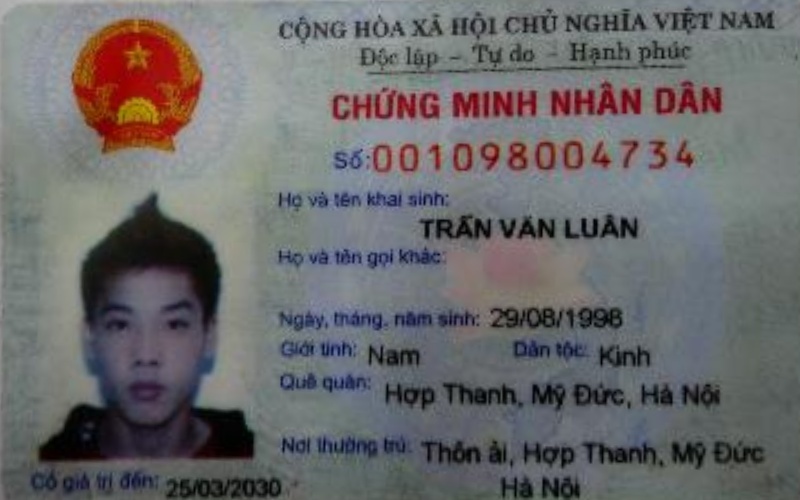 CỘNG HÒA XÃ HỘI CHỦ NGHĨA VIỆT NAM
Độc lập – Tự do – Hạnh phúc
CHỨNG MINH NHÂN DÂN
Số: 001098004734
Họ và tên khai sinh:
TRẦN VĂN LUÂN
Họ và tên gọi khác:
Ngày, tháng, năm sinh: 29/08/1998
Giới tính: Nam Dân tộc: Kinh
Quê quán: Hợp Thanh, Mỹ Đức, Hà Nội
Nơi thường trú: Thôn ải, Hợp Thanh, Mỹ Đức
Hà Nội
Có giá trị đến: 25/03/2030